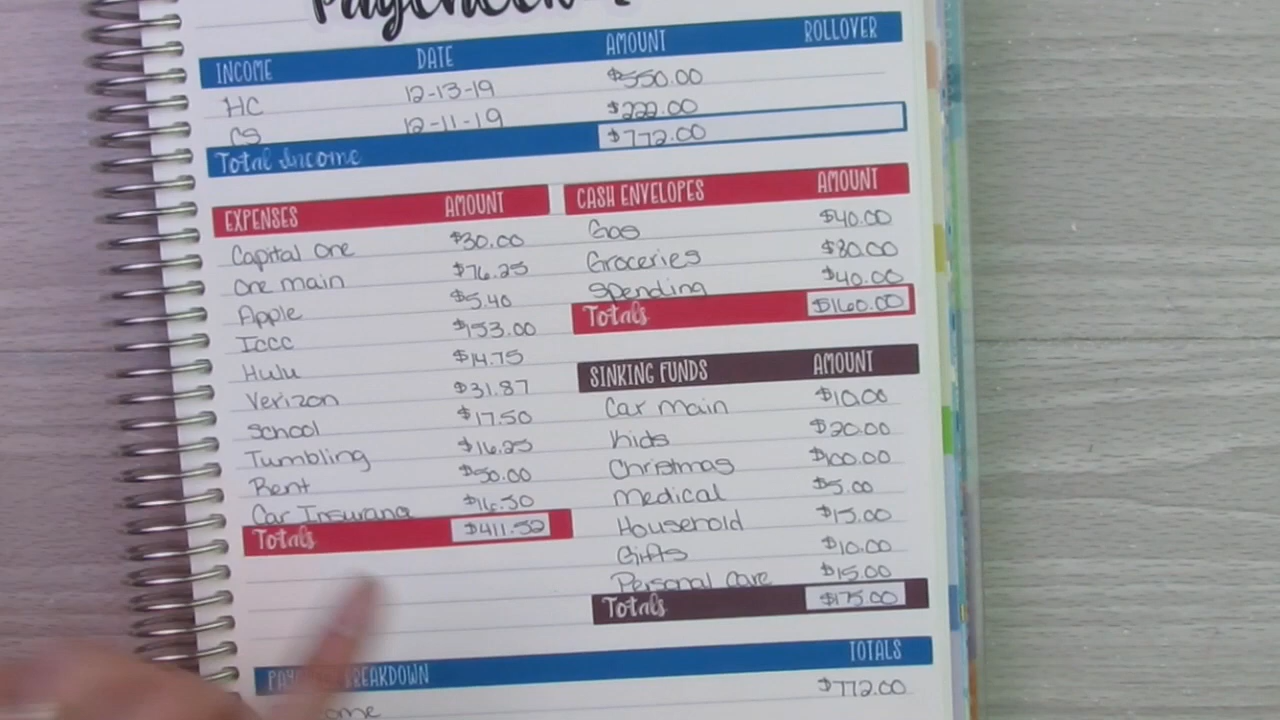 Paycheck
INCOME DATE AMOUNT ROLLOVER
HC 12-13-19 $550.00
CS 12-11-19 $222.00
Total Income $772.00
EXPENSES AMOUNT
Capital One $30.00
One main $76.25
Apple $5.40
ICCC $153.00
Hulu $14.75
Verizon $31.87
School $17.50
Tumbling $16.25
Rent $50.00
Car Insurance $16.50
Totals $411.52
CASH ENVELOPES AMOUNT
Gas $40.00
Groceries $80.00
Spending $40.00
Totals $160.00
SINKING FUNDS AMOUNT
Car main $10.00
Kids $20.00
Christmas $100.00
Medical $5.00
Household $15.00
Gifts $10.00
Personal Care $15.00
Totals $175.00
BREAKDOWN TOTALS
$772.00